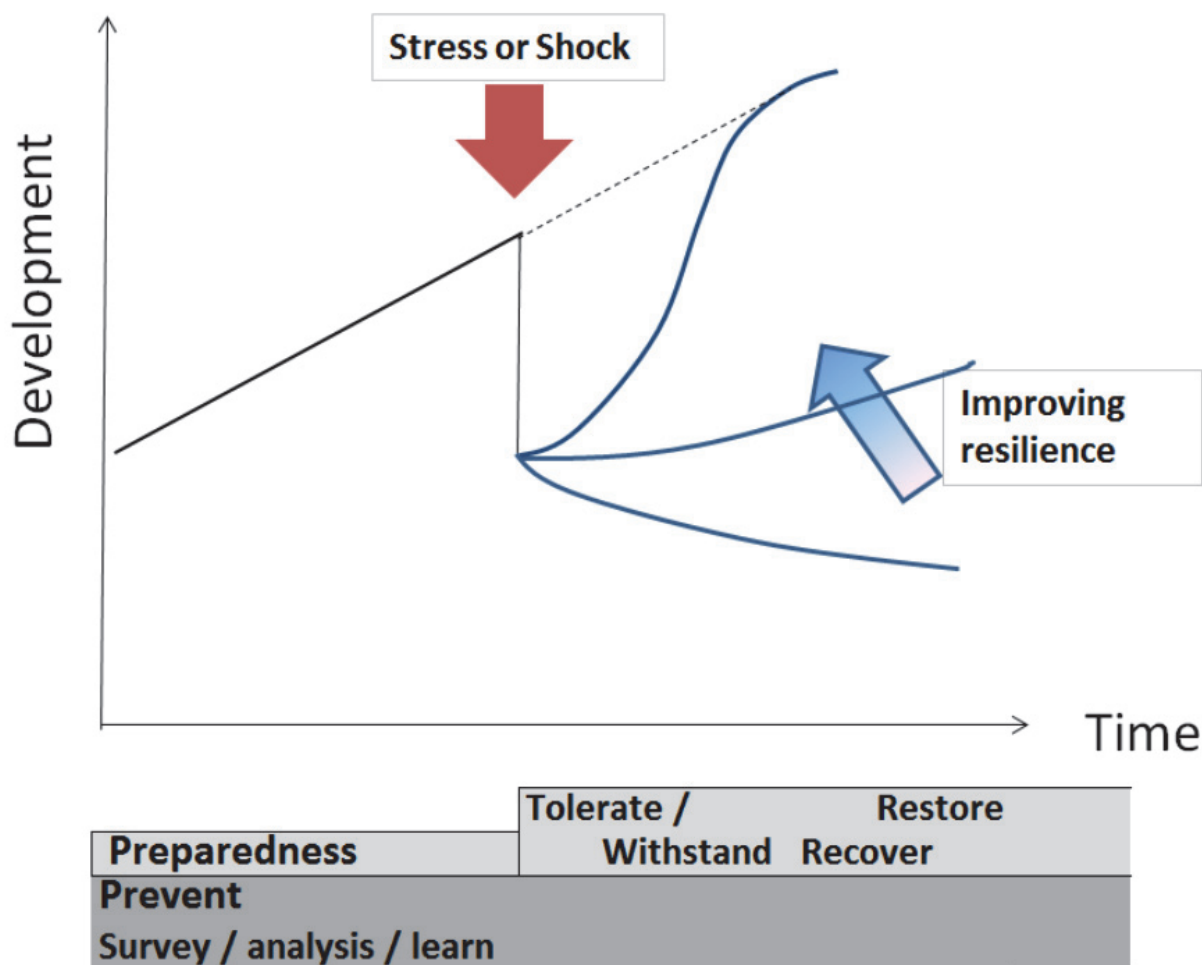 Stress or Shock
Development
Improving
resilience
Time
Tolerate / Restore
Withstand Recover
Preparedness
Prevent
Survey / analysis / learn